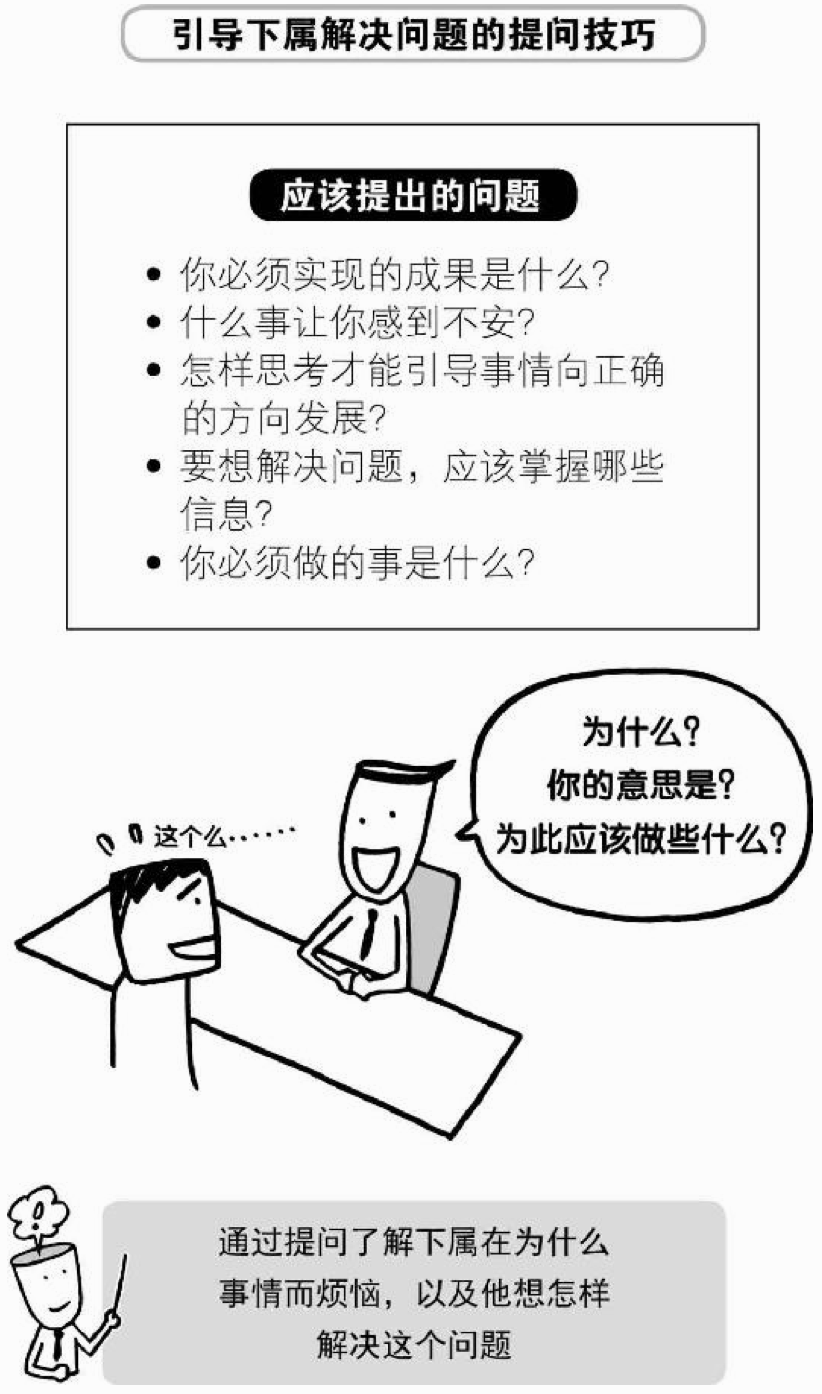 引导下属解决问题的提问技巧
应该提出的问题
• 你必须实现的成果是什么?
• 什么事让你感到不安?
• 怎样思考才能引导事情向正确
的方向发展?
• 要想解决问题，应该掌握哪些
信息?
• 你必须做的事是什么?
为什么?
你的意思是?
为此应该做些什么?
这个么……
通过提问了解下属在为什么
事情而烦恼，以及他想怎样
解决这个问题